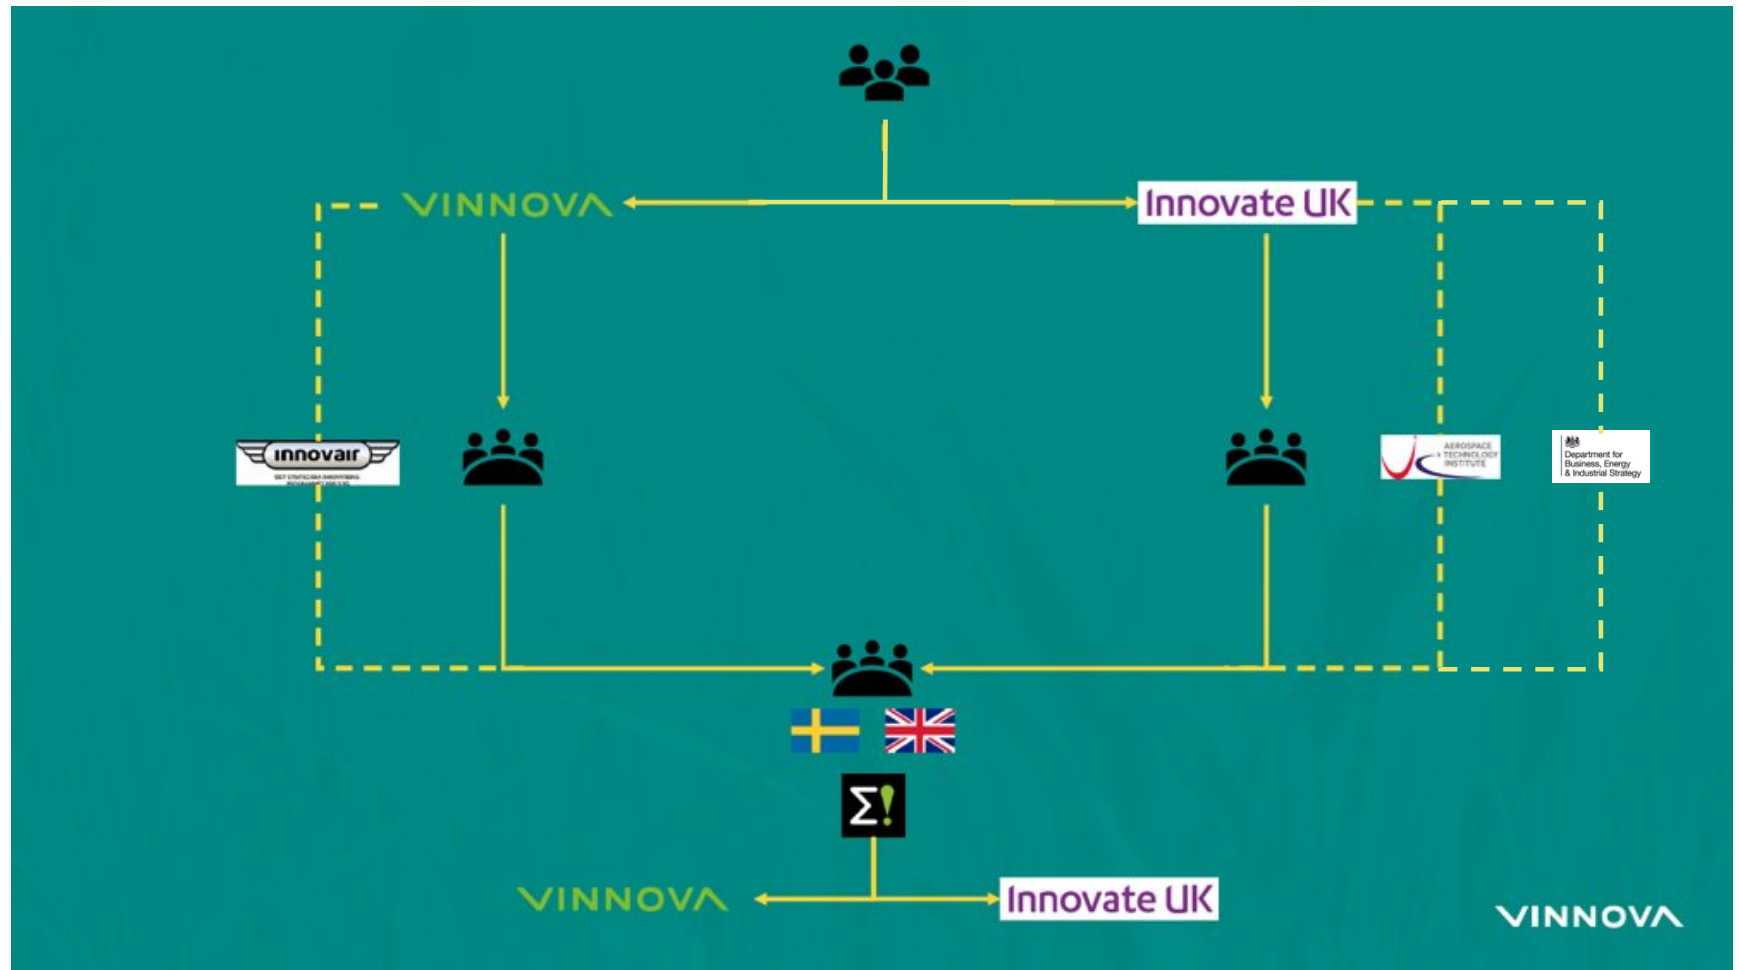 VINNOVA
Innovate UK
innovair
AEROSPACE
TECHNOLOGY
INSTITUTE
Department for
Business, Energy
& Industrial Strategy
Σ!
VINNOVA
Innovate UK
VINNOVA